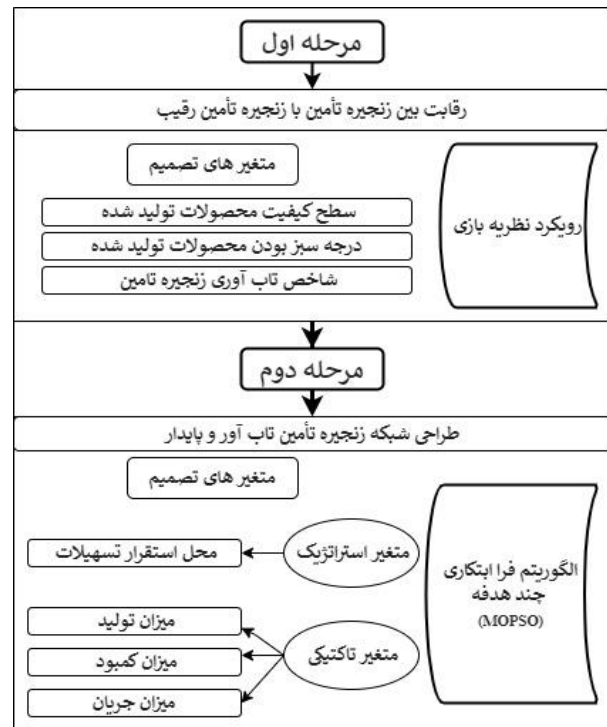 مرحله اول
رقابت بین زنجیره تأمین با زنجیره تأمین رقیب
متغیر های تصمیم
سطح کیفیت محصولات تولید شده
درجه سبز بودن محصولات تولید شده
شاخص تاب آوری زنجیره تامین
رویکرد نظریه بازی
مرحله دوم
طراحی شبکه زنجیره تأمین تاب آور و پایدار
متغیر های تصمیم
متغیر استراتژیک
محل استقرار تسهیلات
متغیر تاکتیکی
میزان تولید
میزان کمبود
میزان جریان
الگوریتم فرا ابتکاری
چند هدفه
(MOPSO)